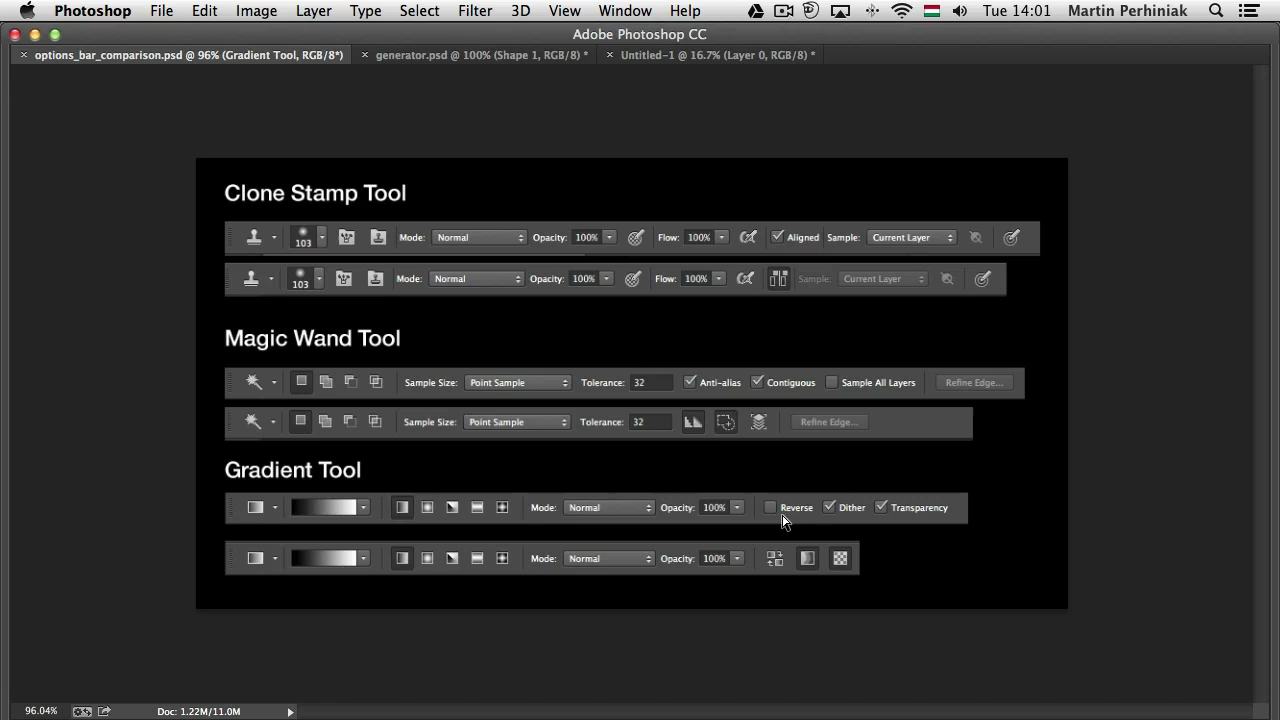 Photoshop File Edit Image Layer Type Select Filter 3D View Window Help Tue 14:01 Martin Perhiniak
Adobe Photoshop CC
options_bar_comparison.psd @ 96% (Gradient Tool, RGB/8*) generator.psd @ 100% (Shape 1, RGB/8) * Untitled-1 @ 16.7% (Layer 0, RGB/8) *
Clone Stamp Tool
103 Mode: Normal Opacity: 100% Flow: 100% Aligned Sample: Current Layer
103 Mode: Normal Opacity: 100% Flow: 100% Sample: Current Layer
Magic Wand Tool
Sample Size: Point Sample Tolerance: 32 Anti-alias Contiguous Sample All Layers Refine Edge...
Sample Size: Point Sample Tolerance: 32 Refine Edge...
Gradient Tool
Mode: Normal Opacity: 100% Reverse Dither Transparency
Mode: Normal Opacity: 100%
96.04% Doc: 1.22M/11.0M